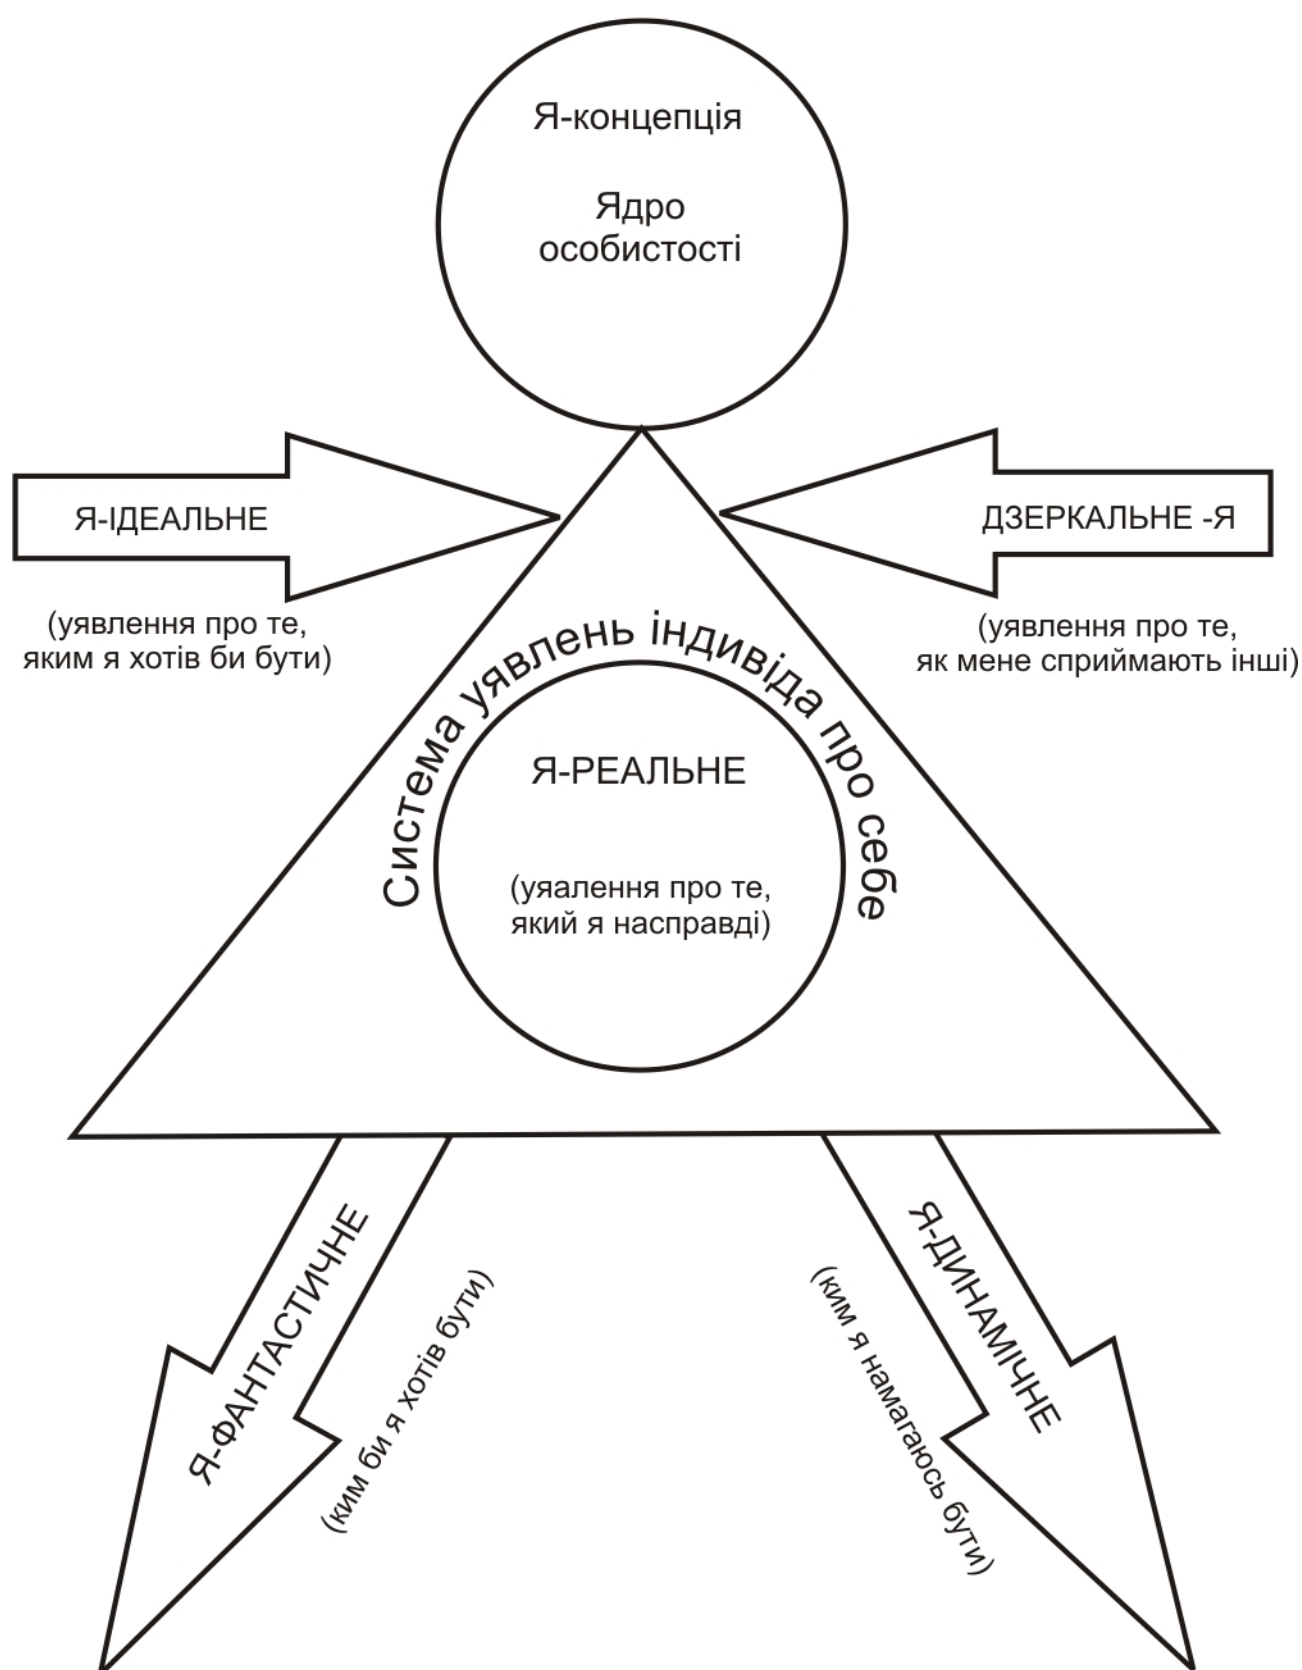 Я-концепція
Ядро
особистості
Я-ІДЕАЛЬНЕ
(уявлення про те,
яким я хотів би бути)
ДЗЕРКАЛЬНЕ -Я
(уявлення про те,
як мене сприймають інші)
Система уявлень індивіда про себе
Я-РЕАЛЬНЕ
(уяалення про те,
який я насправді)
Я-ФАНТАСТИЧНЕ
(ким би я хотів бути)
Я-ДИНАМІЧНЕ
(ким я намагаюсь бути)